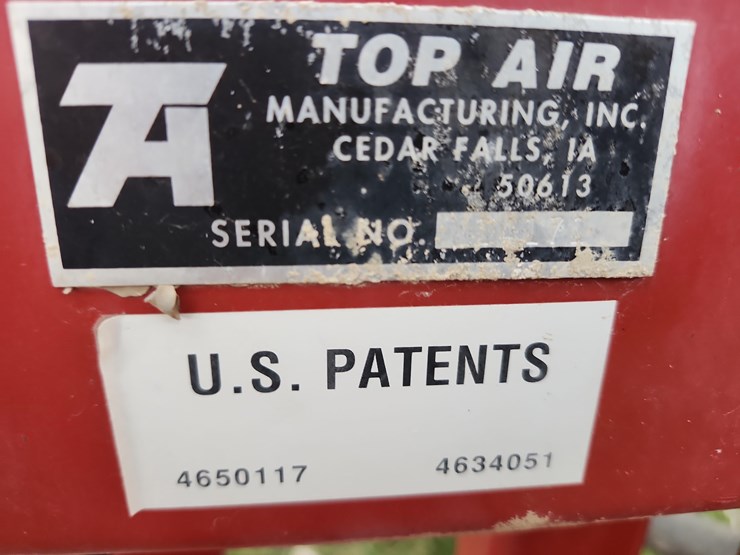 TA
TOP AIR
MANUFACTURING, INC.
CEDAR FALLS, IA
50613
SERIAL NO.
U.S. PATENTS
4650117 4634051